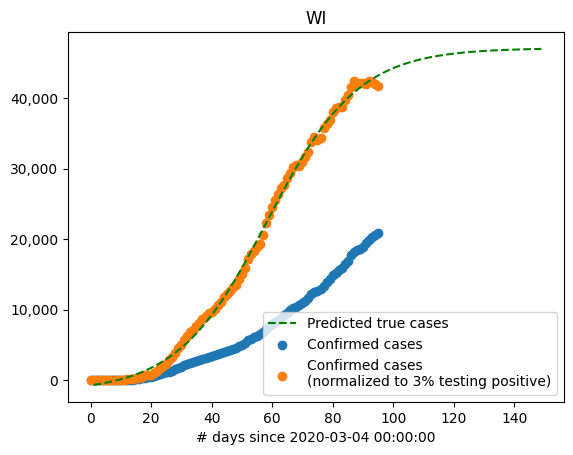 WI
40,000
30,000
20,000
10,000
0
Predicted true cases
Confirmed cases
Confirmed cases
(normalized to 3% testing positive)
0 20 40 60 80 100 120 140
# days since 2020-03-04 00:00:00